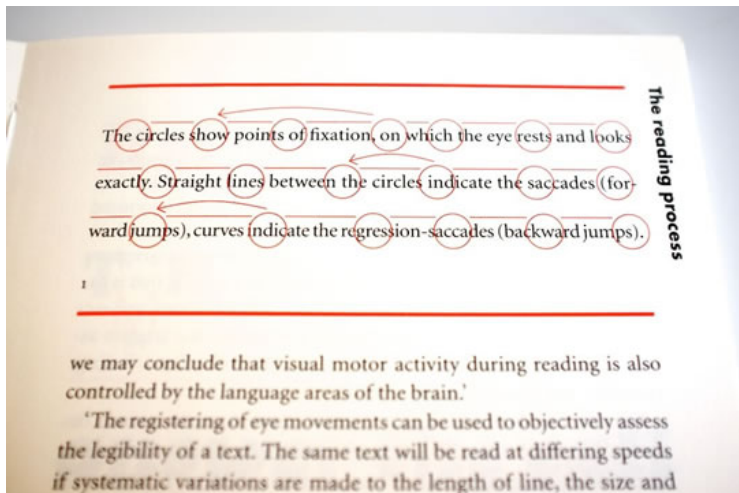 The reading process
The circles show points of fixation, on which the eye rests and looks
exactly. Straight lines between the circles indicate the saccades (for-
ward jumps), curves indicate the regression-saccades (backward jumps).
1
we may conclude that visual motor activity during reading is also
controlled by the language areas of the brain.'
'The registering of eye movements can be used to objectively assess
the legibility of a text. The same text will be read at differing speeds
if systematic variations are made to the length of line, the size and